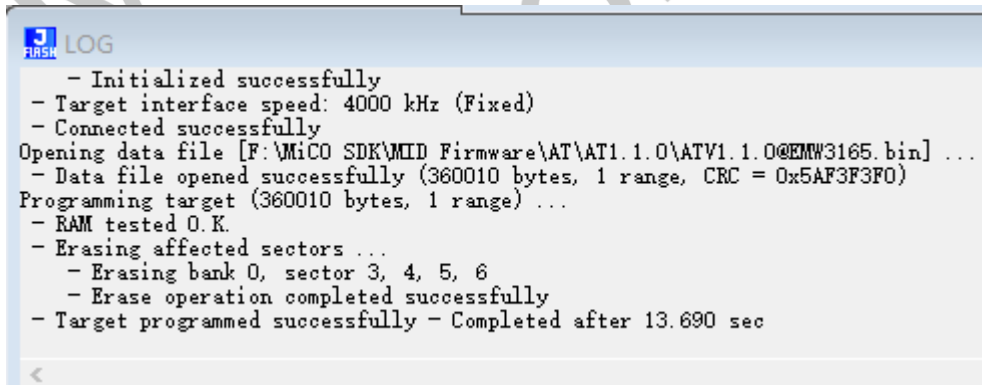 J
FLASH LOG
- Initialized successfully
- Target interface speed: 4000 kHz (Fixed)
- Connected successfully
Opening data file [F:\MiCO SDK\MID Firmware\AT\AT1.1.0\ATV1.1.0@EMW3165.bin] ...
- Data file opened successfully (360010 bytes, 1 range, CRC = 0x5AF3F3F0)
Programming target (360010 bytes, 1 range) ...
- RAM tested O.K.
- Erasing affected sectors ...
- Erasing bank 0, sector 3, 4, 5, 6
- Erase operation completed successfully
- Target programmed successfully - Completed after 13.690 sec